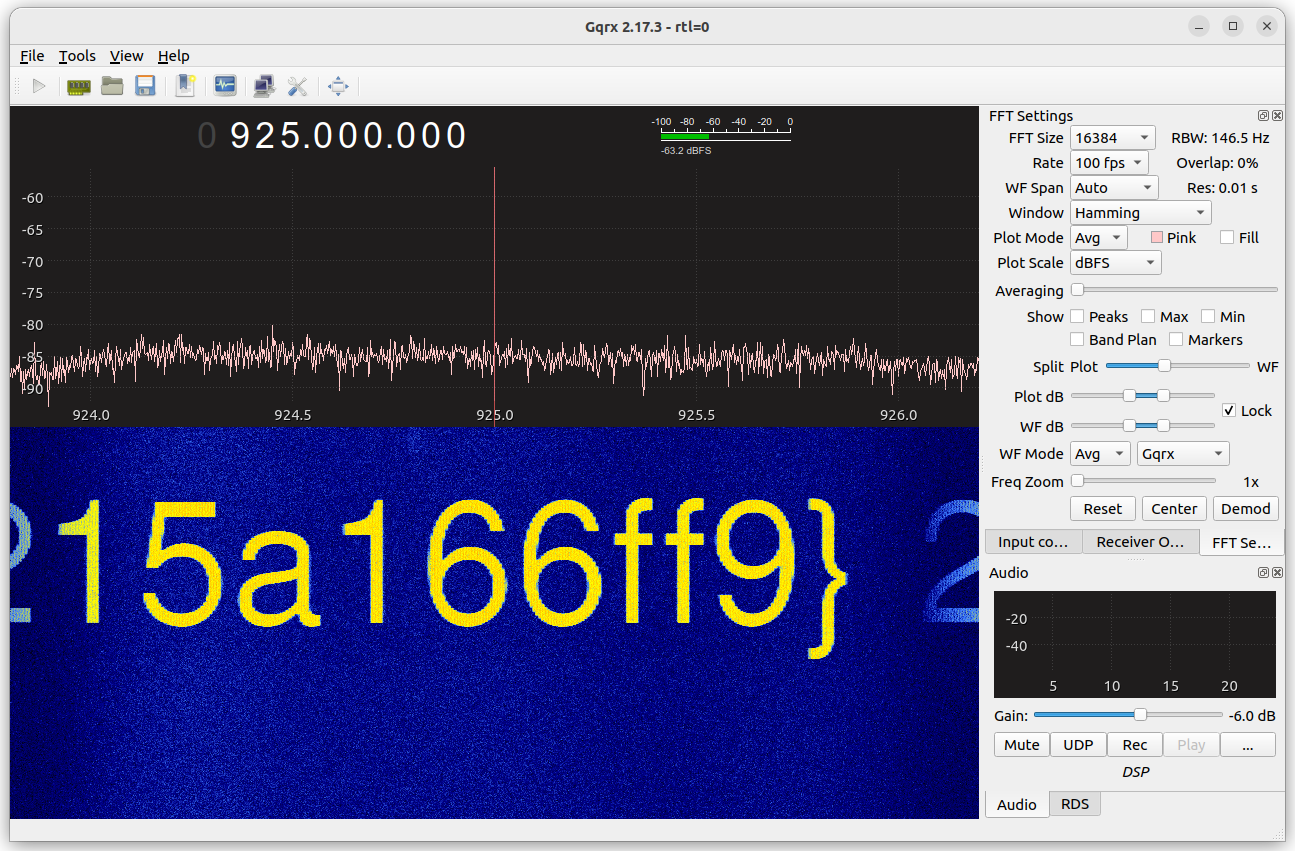 Gqrx 2.17.3 - rtl=0
File Tools View Help
0 925.000.000
-100 -80 -60 -40 -20 0
-63.2 dBFS
-60
-65
-70
-75
-80
-85
-90
924.0 924.5 925.0 925.5 926.0
215a166ff9} 2
FFT Settings
FFT Size 16384 RBW: 146.5 Hz
Rate 100 fps Overlap: 0%
WF Span Auto Res: 0.01 s
Window Hamming
Plot Mode Avg Pink Fill
Plot Scale dBFS
Averaging
Show Peaks Max Min
Band Plan Markers
Split Plot WF
Plot dB
Lock
WF dB
WF Mode Avg Gqrx
Freq Zoom 1x
Reset Center Demod
Input co... Receiver O... FFT Se...
Audio
-20
-40
5 10 15 20
Gain: -6.0 dB
Mute UDP Rec Play ...
DSP
Audio RDS